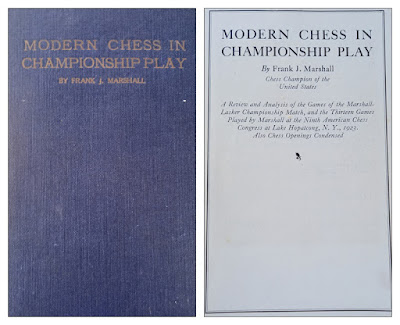 MODERN CHESS IN
CHAMPIONSHIP PLAY
BY FRANK J. MARSHALL
MODERN CHESS IN
CHAMPIONSHIP PLAY
By Frank J. Marshall
Chess Champion of the
United States
A Review and Analysis of the Games of the Marshall-
Lasker Championship Match, and the Thirteen Games
Played by Marshall at the Ninth American Chess
Congress at Lake Hopatcong, N. Y., 1923.
Also Chess Openings Condensed